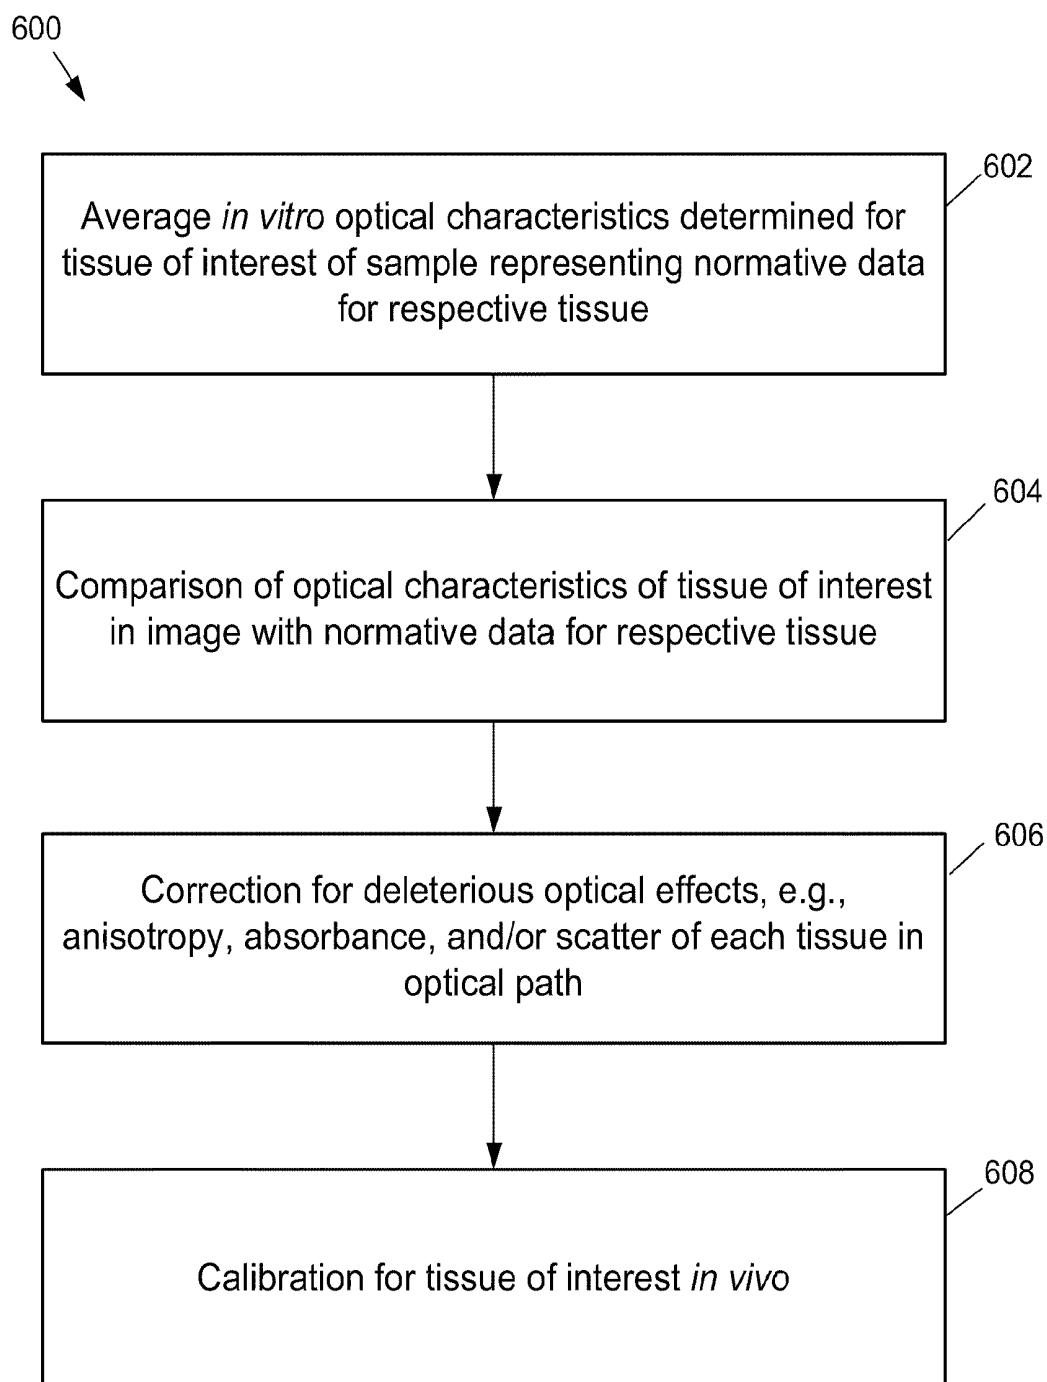 600
602
Average in vitro optical characteristics determined for
tissue of interest of sample representing normative data
for respective tissue
604
Comparison of optical characteristics of tissue of interest
in image with normative data for respective tissue
606
Correction for deleterious optical effects, e.g.,
anisotropy, absorbance, and/or scatter of each tissue in
optical path
608
Calibration for tissue of interest in vivo